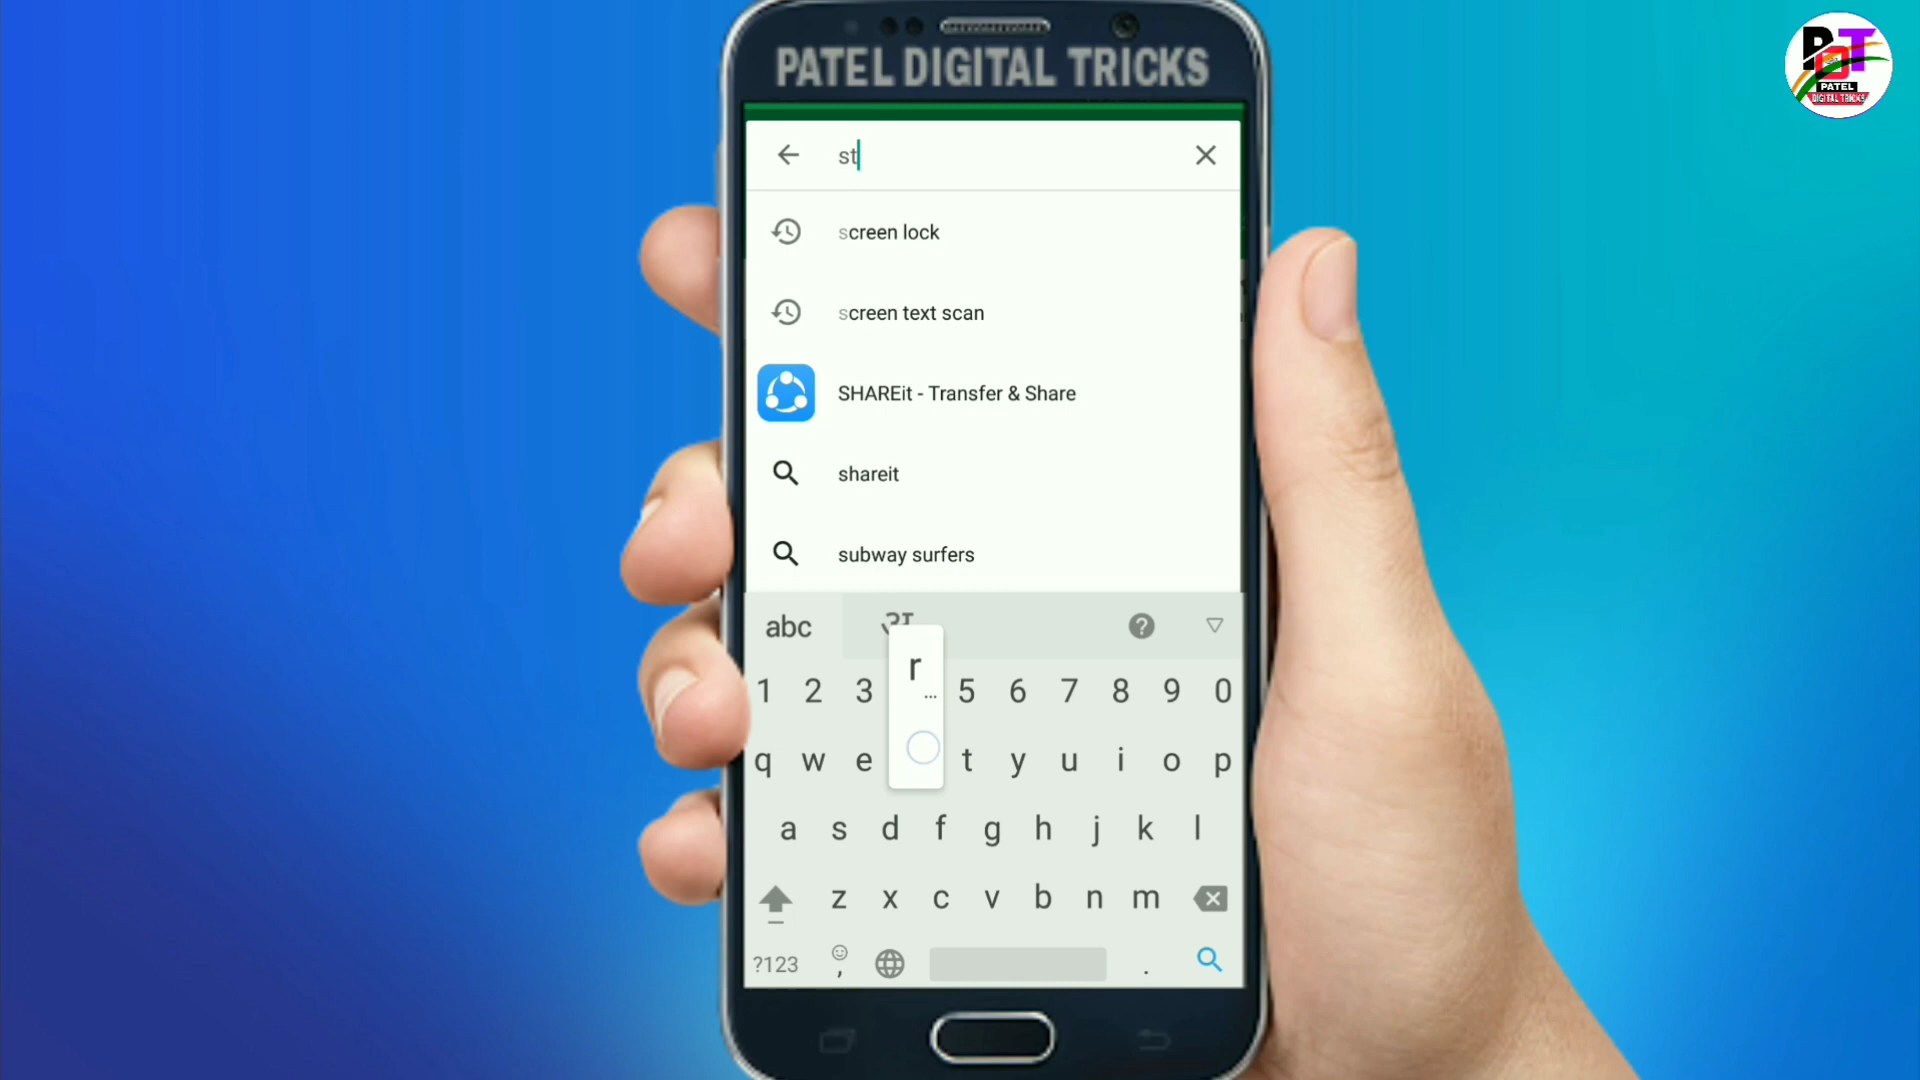 PATEL DIGITAL TRICKS
PDT
PATEL
DIGITAL TRICKS
st
screen lock
screen text scan
SHAREit - Transfer & Share
shareit
subway surfers
abc अ ?
r
...
1 2 3 5 6 7 8 9 0
q w e t y u i o p
a s d f g h j k l
z x c v b n m
?123 , .